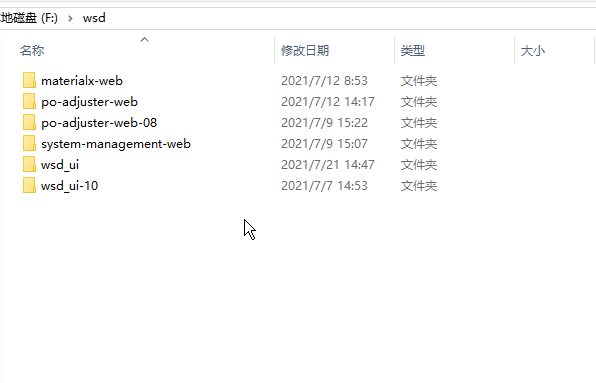 地磁盘 (F:) > wsd
名称 修改日期 类型 大小
materialx-web 2021/7/12 8:53 文件夹
po-adjuster-web 2021/7/12 14:17 文件夹
po-adjuster-web-08 2021/7/9 15:22 文件夹
system-management-web 2021/7/9 15:07 文件夹
wsd_ui 2021/7/21 14:47 文件夹
wsd_ui-10 2021/7/7 14:53 文件夹